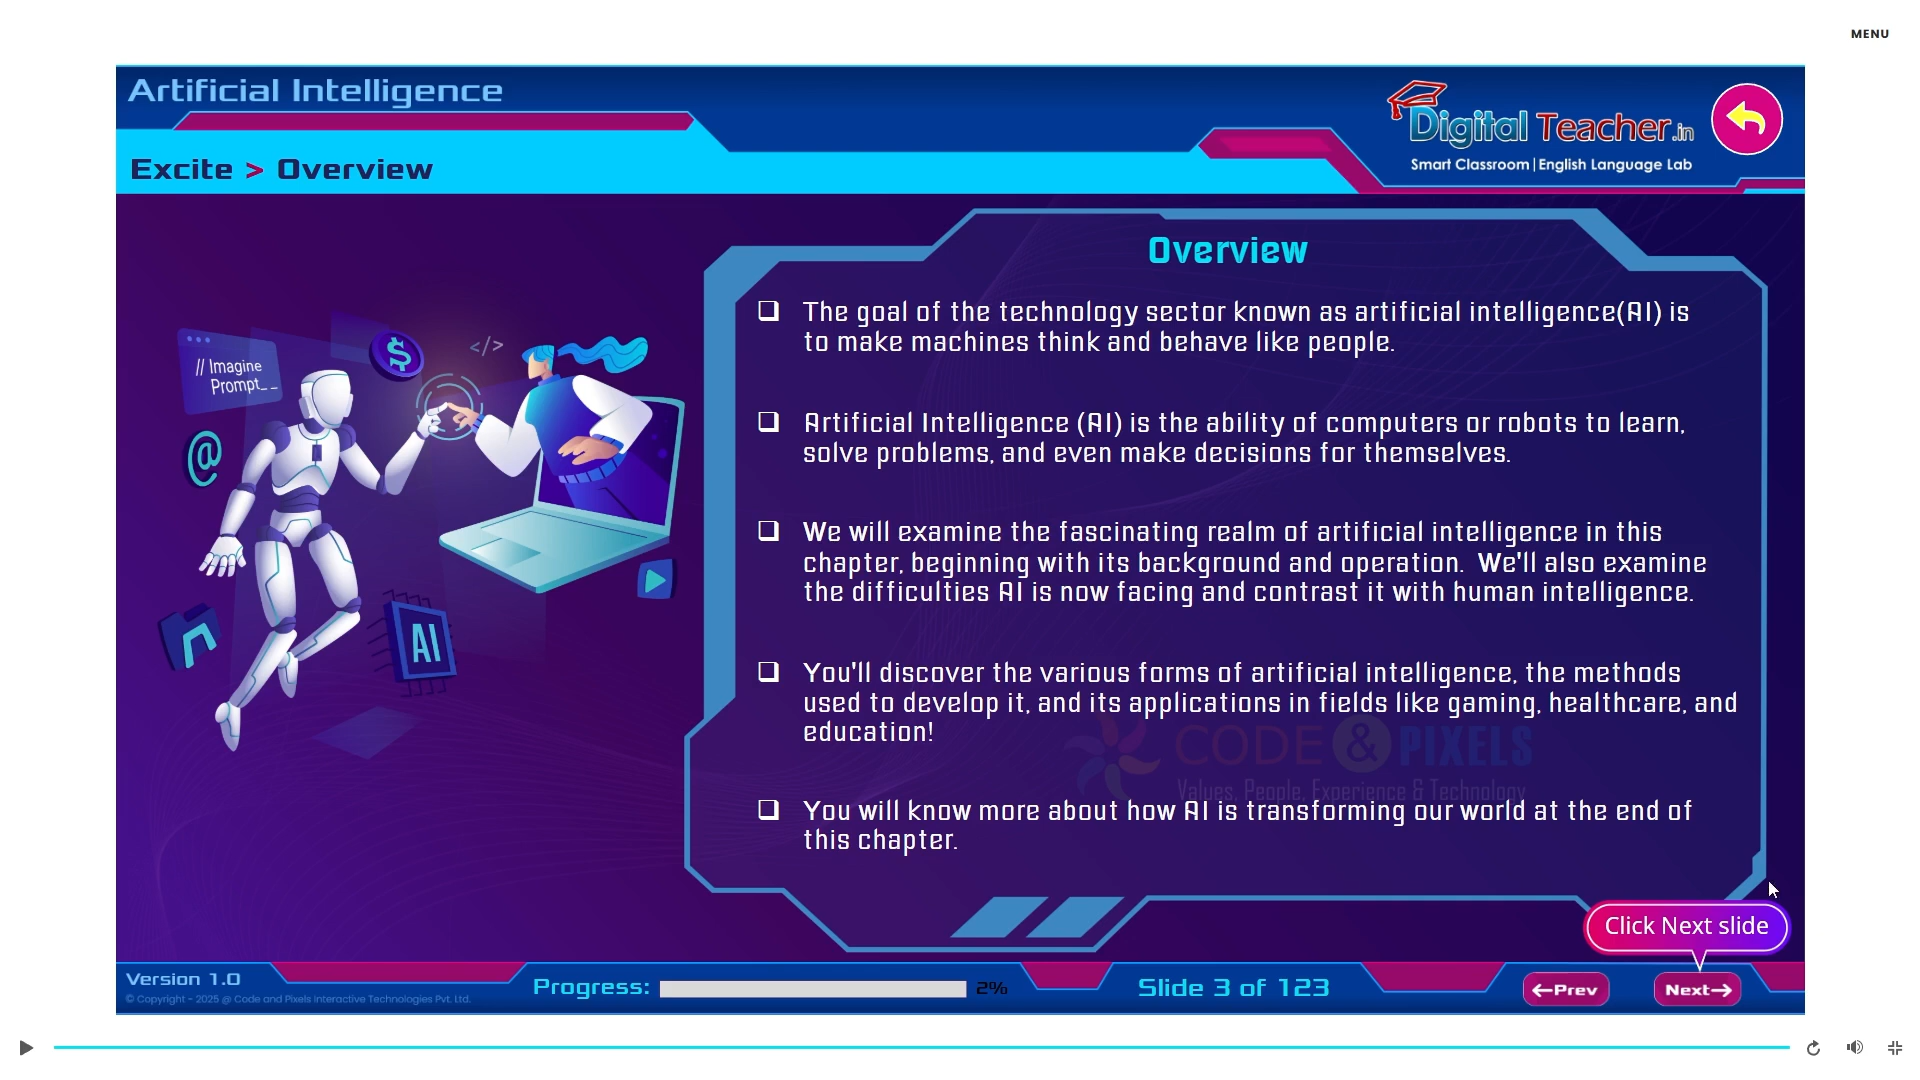 MENU
Artificial Intelligence
Digital Teacher.in
Smart Classroom|English Language Lab
Excite > Overview
Overview
The goal of the technology sector known as artificial intelligence(AI) is
to make machines think and behave like people.
Artificial Intelligence (AI) is the ability of computers or robots to learn,
solve problems, and even make decisions for themselves.
We will examine the fascinating realm of artificial intelligence in this
chapter, beginning with its background and operation. We'll also examine
the difficulties AI is now facing and contrast it with human intelligence.
You'll discover the various forms of artificial intelligence, the methods
used to develop it, and its applications in fields like gaming, healthcare, and
education!
CODE & PIXELS
Values, People, Experience & Technology
You will know more about how AI is transforming our world at the end of
this chapter.
// Imagine
Prompt_ _
$
</>
@
AI
Click Next slide
Version 1.0
© Copyright - 2025 @ Code and Pixels Interactive Technologies Pvt. Ltd.
Progress: 2%
Slide 3 of 123
←Prev
Next→